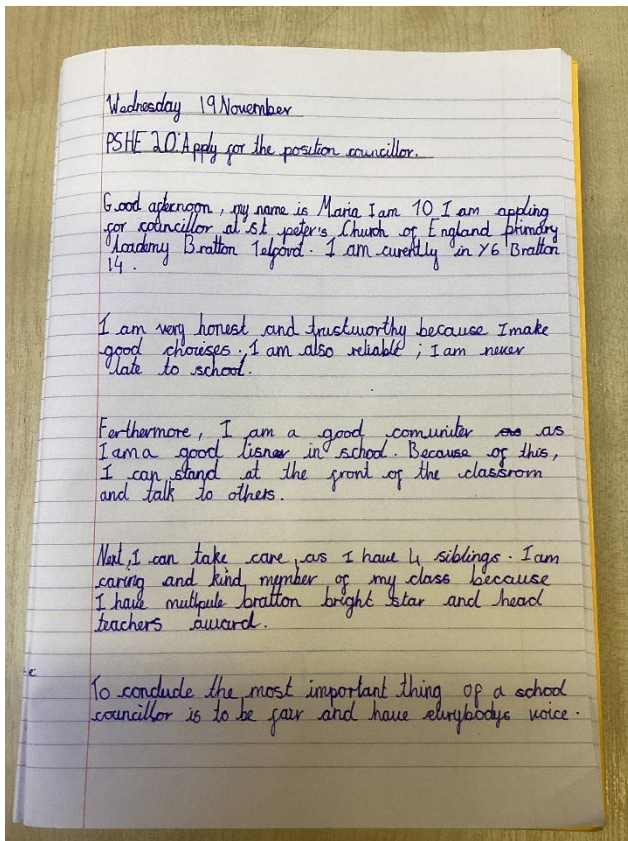 Wednesday 19 November
PSHE 20: Apply for the position councillor.
Good afternoon, my name is Maria I am 10 I am appling
for councillor at st peter's Church of England primary
Academy Bratton Telford. I am curently in Y6 Bratton
14.
I am very honest and trustworthy because I make
good choises., I am also reliable ; I am never
late to school.
Ferthermore, I am a good comuniter as
I am a good lisner in school. Because of this,
I can stand at the front of the classrom
and talk to others.
Next, I can take care, as I have 4 siblings. I am
caring and kind member of my class because
I have multpule bratton bright star and head
teachers award.
To conclude the most important thing of a school
councillor is to be fair and have eurybodys voice.